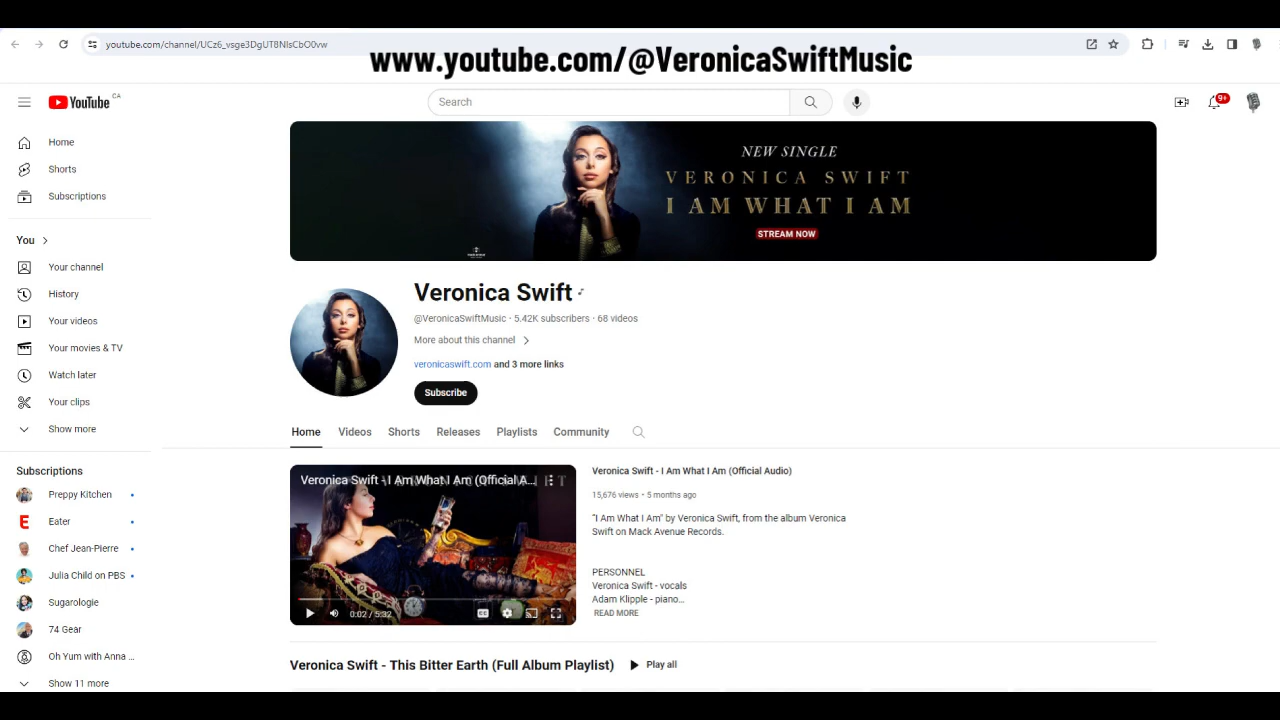 youtube.com/channel/UCz6_vsge3DgUT8NIsCbO0vw
www.youtube.com/@VeronicaSwiftMusic
YouTube CA
Search
9+
Home
Shorts
Subscriptions
You
Your channel
History
Your videos
Your movies & TV
Watch later
Your clips
Show more
Subscriptions
Preppy Kitchen
Eater
Chef Jean-Pierre
Julia Child on PBS
Sugarologie
74 Gear
Oh Yum with Anna ...
Show 11 more
NEW SINGLE
VERONICA SWIFT
I AM WHAT I AM
STREAM NOW
Veronica Swift
@VeronicaSwiftMusic · 5.42K subscribers · 68 videos
More about this channel
veronicaswift.com and 3 more links
Subscribe
Home Videos Shorts Releases Playlists Community
Veronica Swift - I Am What I Am (Official A...
0:02 / 5:32
Veronica Swift - I Am What I Am (Official Audio)
15,676 views • 5 months ago
“I Am What I Am” by Veronica Swift, from the album Veronica
Swift on Mack Avenue Records.
PERSONNEL
Veronica Swift - vocals
Adam Klipple - piano...
READ MORE
Veronica Swift - This Bitter Earth (Full Album Playlist)
Play all